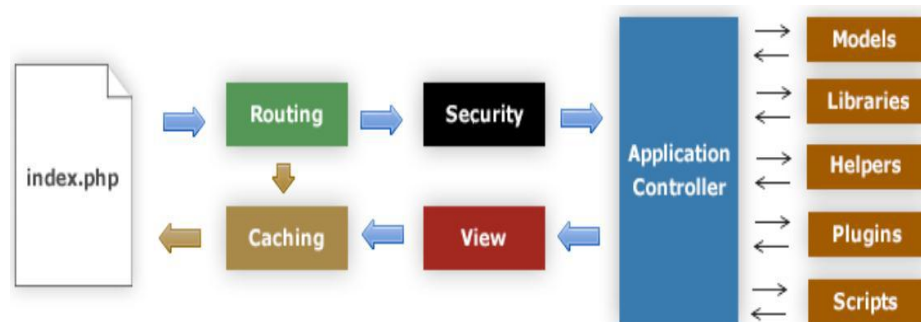 index.php
Routing
Security
Caching
View
Application
Controller
Models
Libraries
Helpers
Plugins
Scripts